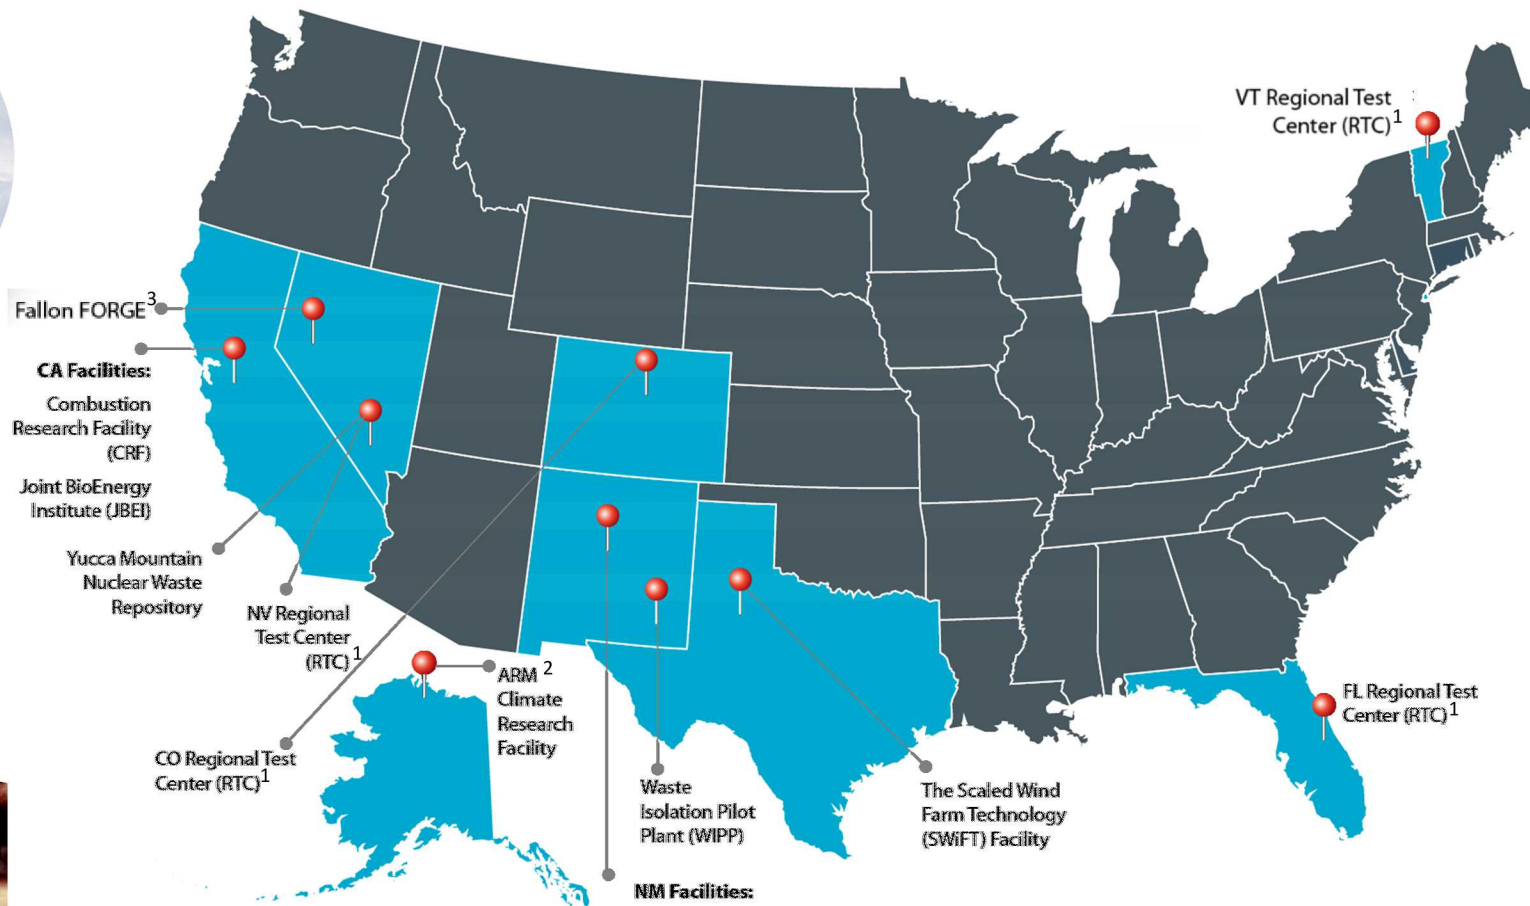 VT Regional Test
Center (RTC)1
Fallon FORGE3
CA Facilities:
Combustion
Research Facility
(CRF)
Joint BioEnergy
Institute (JBEI)
Yucca Mountain
Nuclear Waste
Repository
NV Regional
Test Center
(RTC)1
ARM 2
Climate
Research
Facility
CO Regional Test
Center (RTC)1
Waste
Isolation Pilot
Plant (WIPP)
The Scaled Wind
Farm Technology
(SWiFT) Facility
FL Regional Test
Center (RTC)1
NM Facilities: